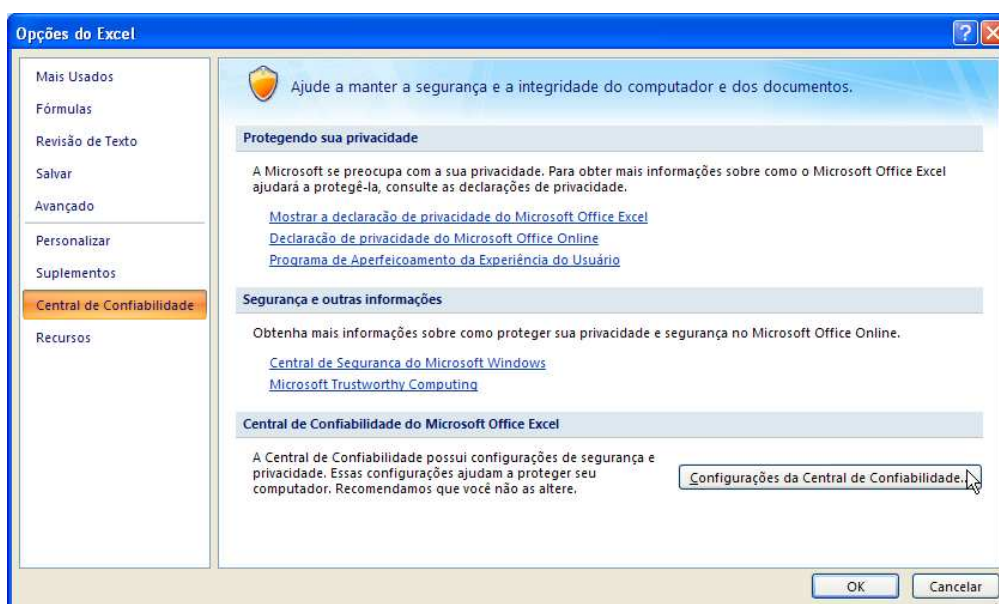 Opções do Excel
Mais Usados
Fórmulas
Revisão de Texto
Salvar
Avançado
Personalizar
Suplementos
Central de Confiabilidade
Recursos
Ajude a manter a segurança e a integridade do computador e dos documentos.
Protegendo sua privacidade
A Microsoft se preocupa com a sua privacidade. Para obter mais informações sobre como o Microsoft Office Excel
ajudará a protegê-la, consulte as declarações de privacidade.
Mostrar a declaração de privacidade do Microsoft Office Excel
Declaração de privacidade do Microsoft Office Online
Programa de Aperfeiçoamento da Experiência do Usuário
Segurança e outras informações
Obtenha mais informações sobre como proteger sua privacidade e segurança no Microsoft Office Online.
Central de Segurança do Microsoft Windows
Microsoft Trustworthy Computing
Central de Confiabilidade do Microsoft Office Excel
A Central de Confiabilidade possui configurações de segurança e
privacidade. Essas configurações ajudam a proteger seu
computador. Recomendamos que você não as altere.
Configurações da Central de Confiabilidade...
OK
Cancelar